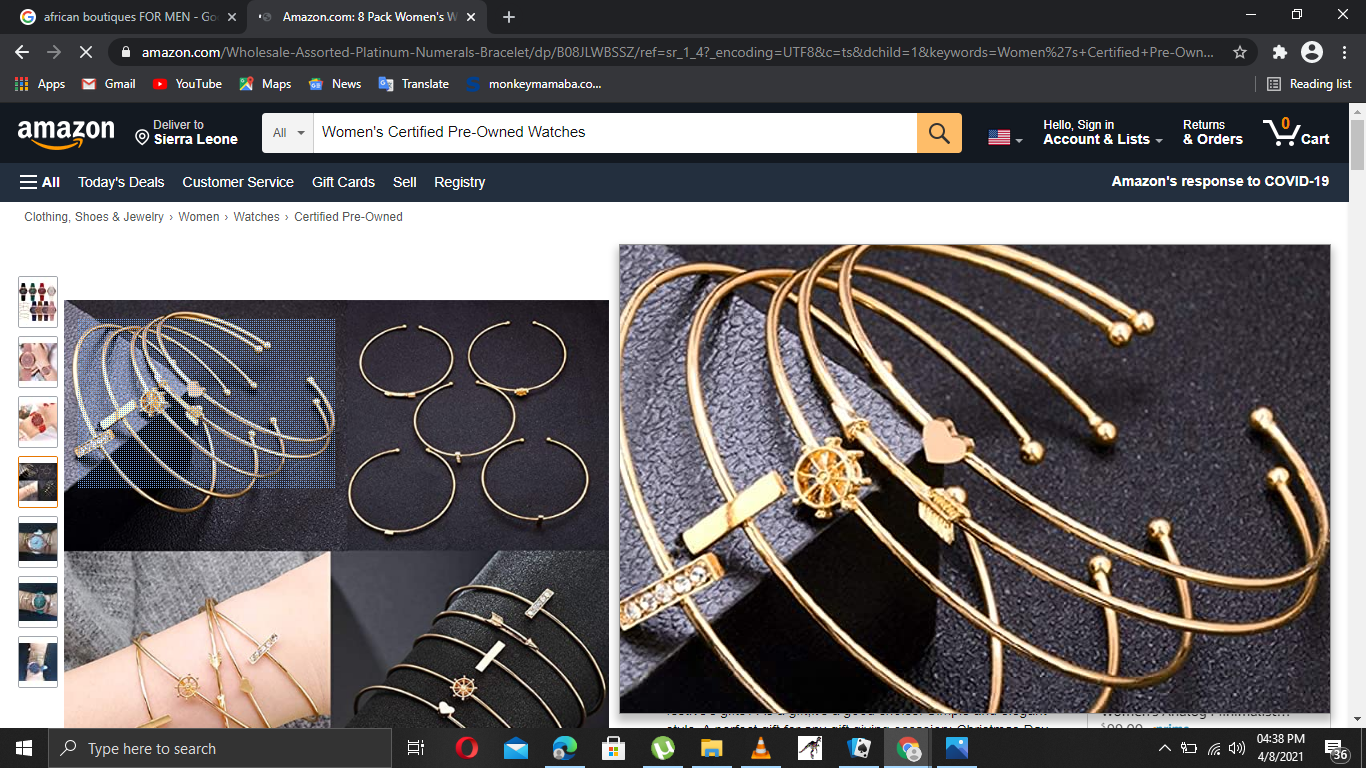 african boutiques FOR MEN - Go
Amazon.com: 8 Pack Women's W
amazon.com/Wholesale-Assorted-Platinum-Numerals-Bracelet/dp/B08JLWBSSZ/ref=sr_1_4?_encoding=UTF8&c=ts&dchild=1&keywords=Women%27s+Certified+Pre-Own...
Apps Gmail YouTube Maps News Translate monkeymamaba.co... Reading list
amazon
Deliver to
Sierra Leone
All
Women's Certified Pre-Owned Watches
Hello, Sign in
Account & Lists
Returns
& Orders
0
Cart
All Today's Deals Customer Service Gift Cards Sell Registry
Amazon's response to COVID-19
Clothing, Shoes & Jewelry › Women › Watches › Certified Pre-Owned
Type here to search
04:38 PM
4/8/2021
36